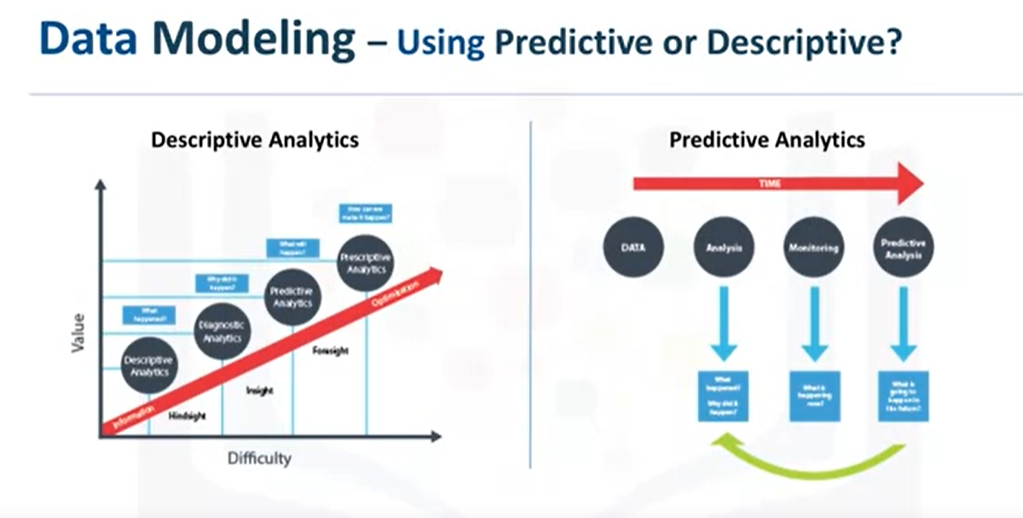 Data Modeling – Using Predictive or Descriptive?
Descriptive Analytics
Value
Difficulty
Information
Optimization
Hindsight
Insight
Foresight
What
happened?
Descriptive
Analytics
Why did it
happen?
Diagnostic
Analytics
What will
happen?
Predictive
Analytics
How can we
make it happen?
Prescriptive
Analytics
Predictive Analytics
TIME
DATA
Analysis
Monitoring
Predictive
Analysis
What
happened?
Why did it
happen?
What is
happening
now?
What is
going to
happen in
the future?